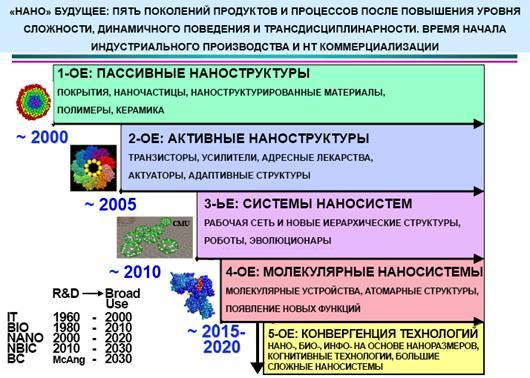 «НАНО» БУДУЩЕЕ: ПЯТЬ ПОКОЛЕНИЙ ПРОДУКТОВ И ПРОЦЕССОВ ПОСЛЕ ПОВЫШЕНИЯ УРОВНЯ
СЛОЖНОСТИ, ДИНАМИЧНОГО ПОВЕДЕНИЯ И ТРАНСДИСЦИПЛИНАРНОСТИ. ВРЕМЯ НАЧАЛА
ИНДУСТРИАЛЬНОГО ПРОИЗВОДСТВА И НТ КОММЕРЦИАЛИЗАЦИИ
1-ОЕ: ПАССИВНЫЕ НАНОСТРУКТУРЫ
ПОКРЫТИЯ, НАНОЧАСТИЦЫ, НАНОСТРУКТУРИРОВАННЫЕ МАТЕРИАЛЫ,
ПОЛИМЕРЫ, КЕРАМИКА
~ 2000
2-ОЕ: АКТИВНЫЕ НАНОСТРУКТУРЫ
ТРАНЗИСТОРЫ, УСИЛИТЕЛИ, АДРЕСНЫЕ ЛЕКАРСТВА,
АКТУАТОРЫ, АДАПТИВНЫЕ СТРУКТУРЫ
~ 2005
3-ЬЕ: СИСТЕМЫ НАНОСИСТЕМ
РАБОЧАЯ СЕТЬ И НОВЫЕ ИЕРАРХИЧЕСКИЕ СТРУКТУРЫ,
РОБОТЫ, ЭВОЛЮЦИОНАРЫ
CMU
~ 2010
4-ОЕ: МОЛЕКУЛЯРНЫЕ НАНОСИСТЕМЫ
МОЛЕКУЛЯРНЫЕ УСТРОЙСТВА, АТОМАРНЫЕ СТРУКТУРЫ,
ПОЯВЛЕНИЕ НОВЫХ ФУНКЦИЙ
~ 2015-
2020
5-ОЕ: КОНВЕРГЕНЦИЯ ТЕХНОЛОГИЙ
НАНО-, БИО-, ИНФО- НА ОСНОВЕ НАНОРАЗМЕРОВ,
КОГНИТИВНЫЕ ТЕХНОЛОГИИ, БОЛЬШИЕ
СЛОЖНЫЕ НАНОСИСТЕМЫ
R&D Broad
Use
IT 1960 - 2000
BIO 1980 - 2010
NANO 2000 - 2020
NBIC 2010 - 2030
BC McAng - 2030